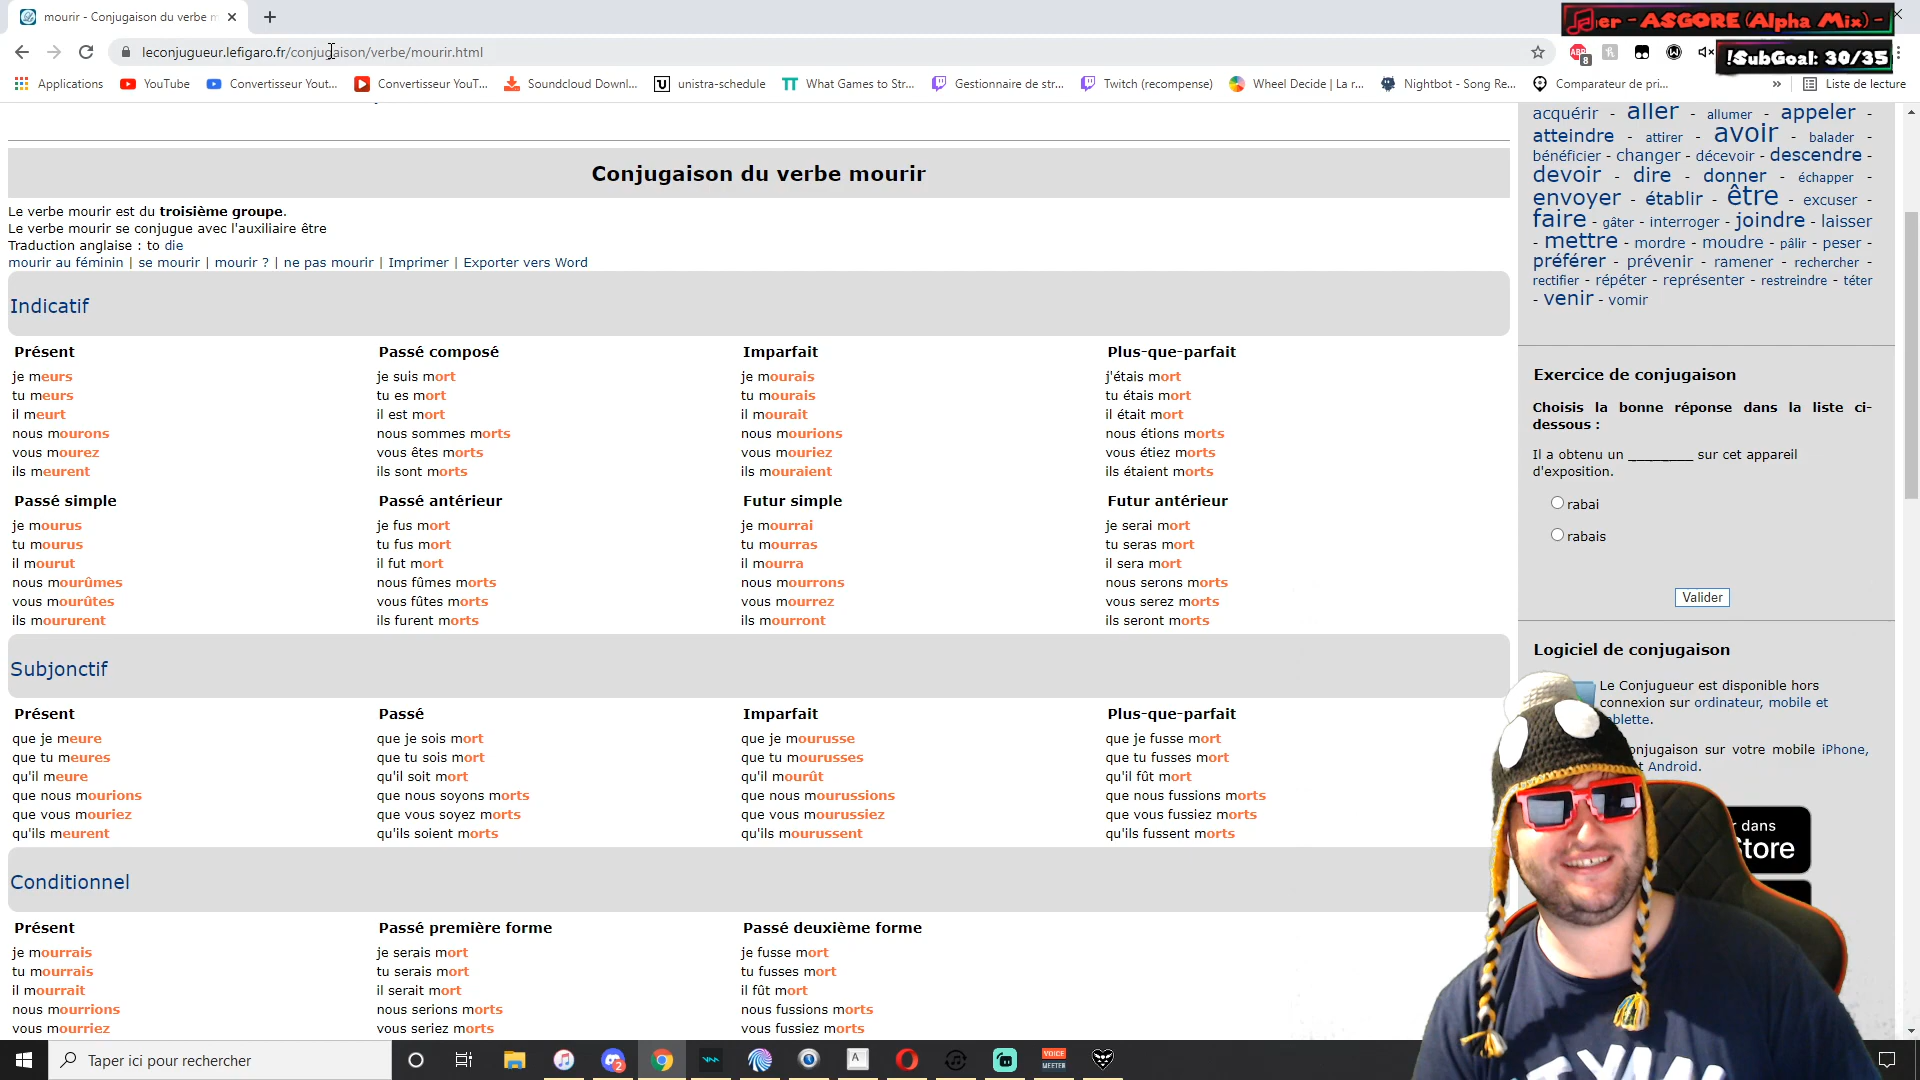 mourir - Conjugaison du verbe m
er - ASGORE (Alpha Mix) -
leconjugueur.lefigaro.fr/conjugaison/verbe/mourir.html
!SubGoal: 30/35
Applications
YouTube
Convertisseur Yout...
Convertisseur YouT...
Soundcloud Downl...
unistra-schedule
What Games to Str...
Gestionnaire de str...
Twitch (recompense)
Wheel Decide | La r...
Nightbot - Song Re...
Comparateur de pri...
»
Liste de lecture
Conjugaison du verbe mourir
Le verbe mourir est du troisième groupe.
Le verbe mourir se conjugue avec l'auxiliaire être
Traduction anglaise : to die
mourir au féminin | se mourir | mourir ? | ne pas mourir | Imprimer | Exporter vers Word
Indicatif
Présent
je meurs
tu meurs
il meurt
nous mourons
vous mourez
ils meurent
Passé composé
je suis mort
tu es mort
il est mort
nous sommes morts
vous êtes morts
ils sont morts
Imparfait
je mourais
tu mourais
il mourait
nous mourions
vous mouriez
ils mouraient
Plus-que-parfait
j'étais mort
tu étais mort
il était mort
nous étions morts
vous étiez morts
ils étaient morts
Passé simple
je mourus
tu mourus
il mourut
nous mourûmes
vous mourûtes
ils moururent
Passé antérieur
je fus mort
tu fus mort
il fut mort
nous fûmes morts
vous fûtes morts
ils furent morts
Futur simple
je mourrai
tu mourras
il mourra
nous mourrons
vous mourrez
ils mourront
Futur antérieur
je serai mort
tu seras mort
il sera mort
nous serons morts
vous serez morts
ils seront morts
Subjonctif
Présent
que je meure
que tu meures
qu'il meure
que nous mourions
que vous mouriez
qu'ils meurent
Passé
que je sois mort
que tu sois mort
qu'il soit mort
que nous soyons morts
que vous soyez morts
qu'ils soient morts
Imparfait
que je mourusse
que tu mourusses
qu'il mourût
que nous mourussions
que vous mourussiez
qu'ils mourussent
Plus-que-parfait
que je fusse mort
que tu fusses mort
qu'il fût mort
que nous fussions morts
que vous fussiez morts
qu'ils fussent morts
Conditionnel
Présent
je mourrais
tu mourrais
il mourrait
nous mourrions
vous mourriez
Passé première forme
je serais mort
tu serais mort
il serait mort
nous serions morts
vous seriez morts
Passé deuxième forme
je fusse mort
tu fusses mort
il fût mort
nous fussions morts
vous fussiez morts
acquérir - aller - allumer - appeler -
atteindre - attirer - avoir - balader -
bénéficier - changer - décevoir - descendre -
devoir - dire - donner - échapper -
envoyer - établir - être - excuser -
faire - gâter - interroger - joindre - laisser
- mettre - mordre - moudre - pâlir - peser -
préférer - prévenir - ramener - rechercher -
rectifier - répéter - représenter - restreindre - téter
- venir - vomir
Exercice de conjugaison
Choisis la bonne réponse dans la liste ci-
dessous :
Il a obtenu un ________ sur cet appareil
d'exposition.
rabai
rabais
Valider
Logiciel de conjugaison
Le Conjugueur est disponible hors
connexion sur ordinateur, mobile et
blette.
onjugaison sur votre mobile iPhone,
t Android.
dans
tore
Taper ici pour rechercher
2
A
VOICE
MEETER